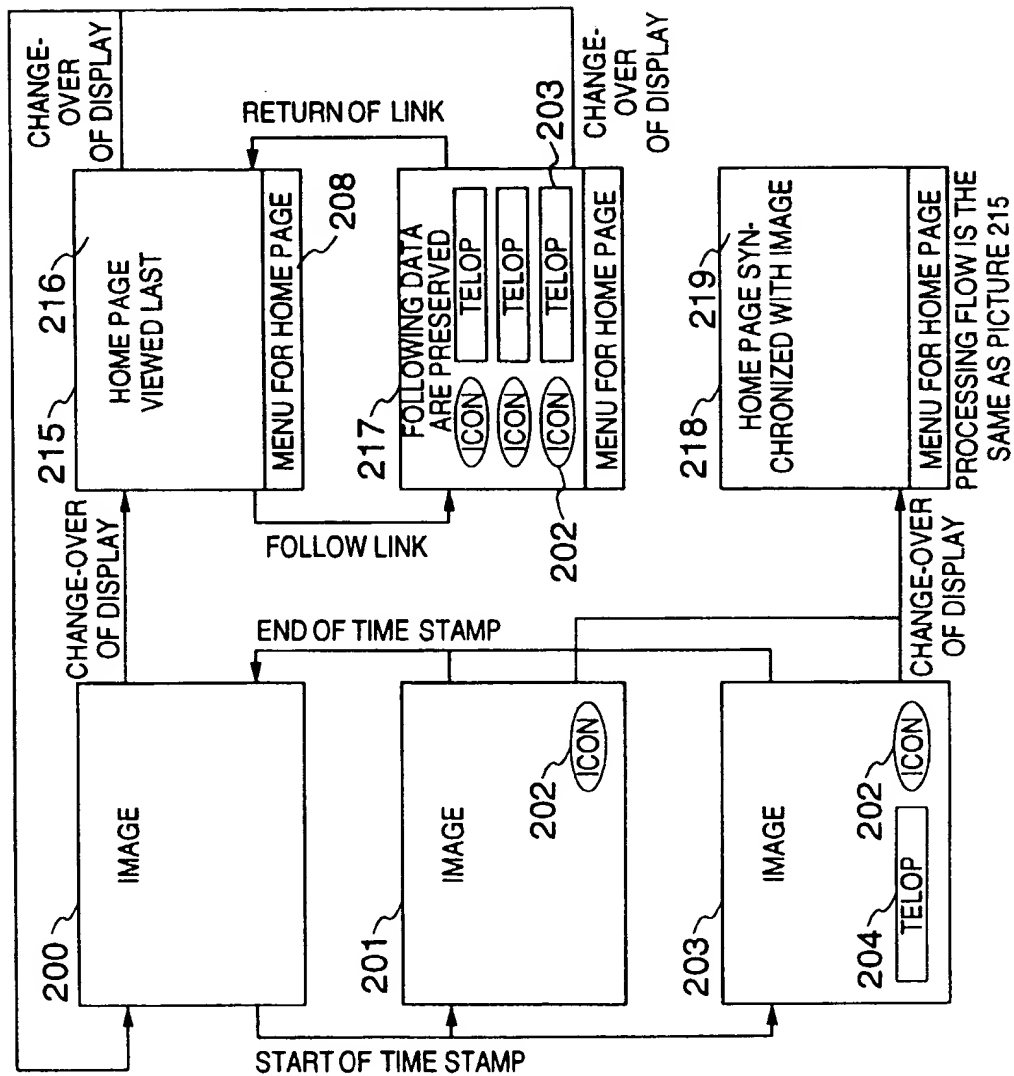 CHANGE-
OVER
OF DISPLAY
RETURN OF LINK
CHANGE-
OVER
OF DISPLAY
215
216
HOME PAGE
VIEWED LAST
MENU FOR HOME PAGE
208
217
FOLLOWING DATA
ARE PRESERVED
ICON
TELOP
ICON
TELOP
ICON
TELOP
203
202
MENU FOR HOME PAGE
218
219
HOME PAGE SYN-
CHRONIZED WITH IMAGE
MENU FOR HOME PAGE
PROCESSING FLOW IS THE
SAME AS PICTURE 215
CHANGE-OVER
OF DISPLAY
FOLLOW LINK
END OF TIME STAMP
CHANGE-OVER
OF DISPLAY
200
IMAGE
201
IMAGE
202
ICON
203
IMAGE
204
TELOP
202
ICON
START OF TIME STAMP